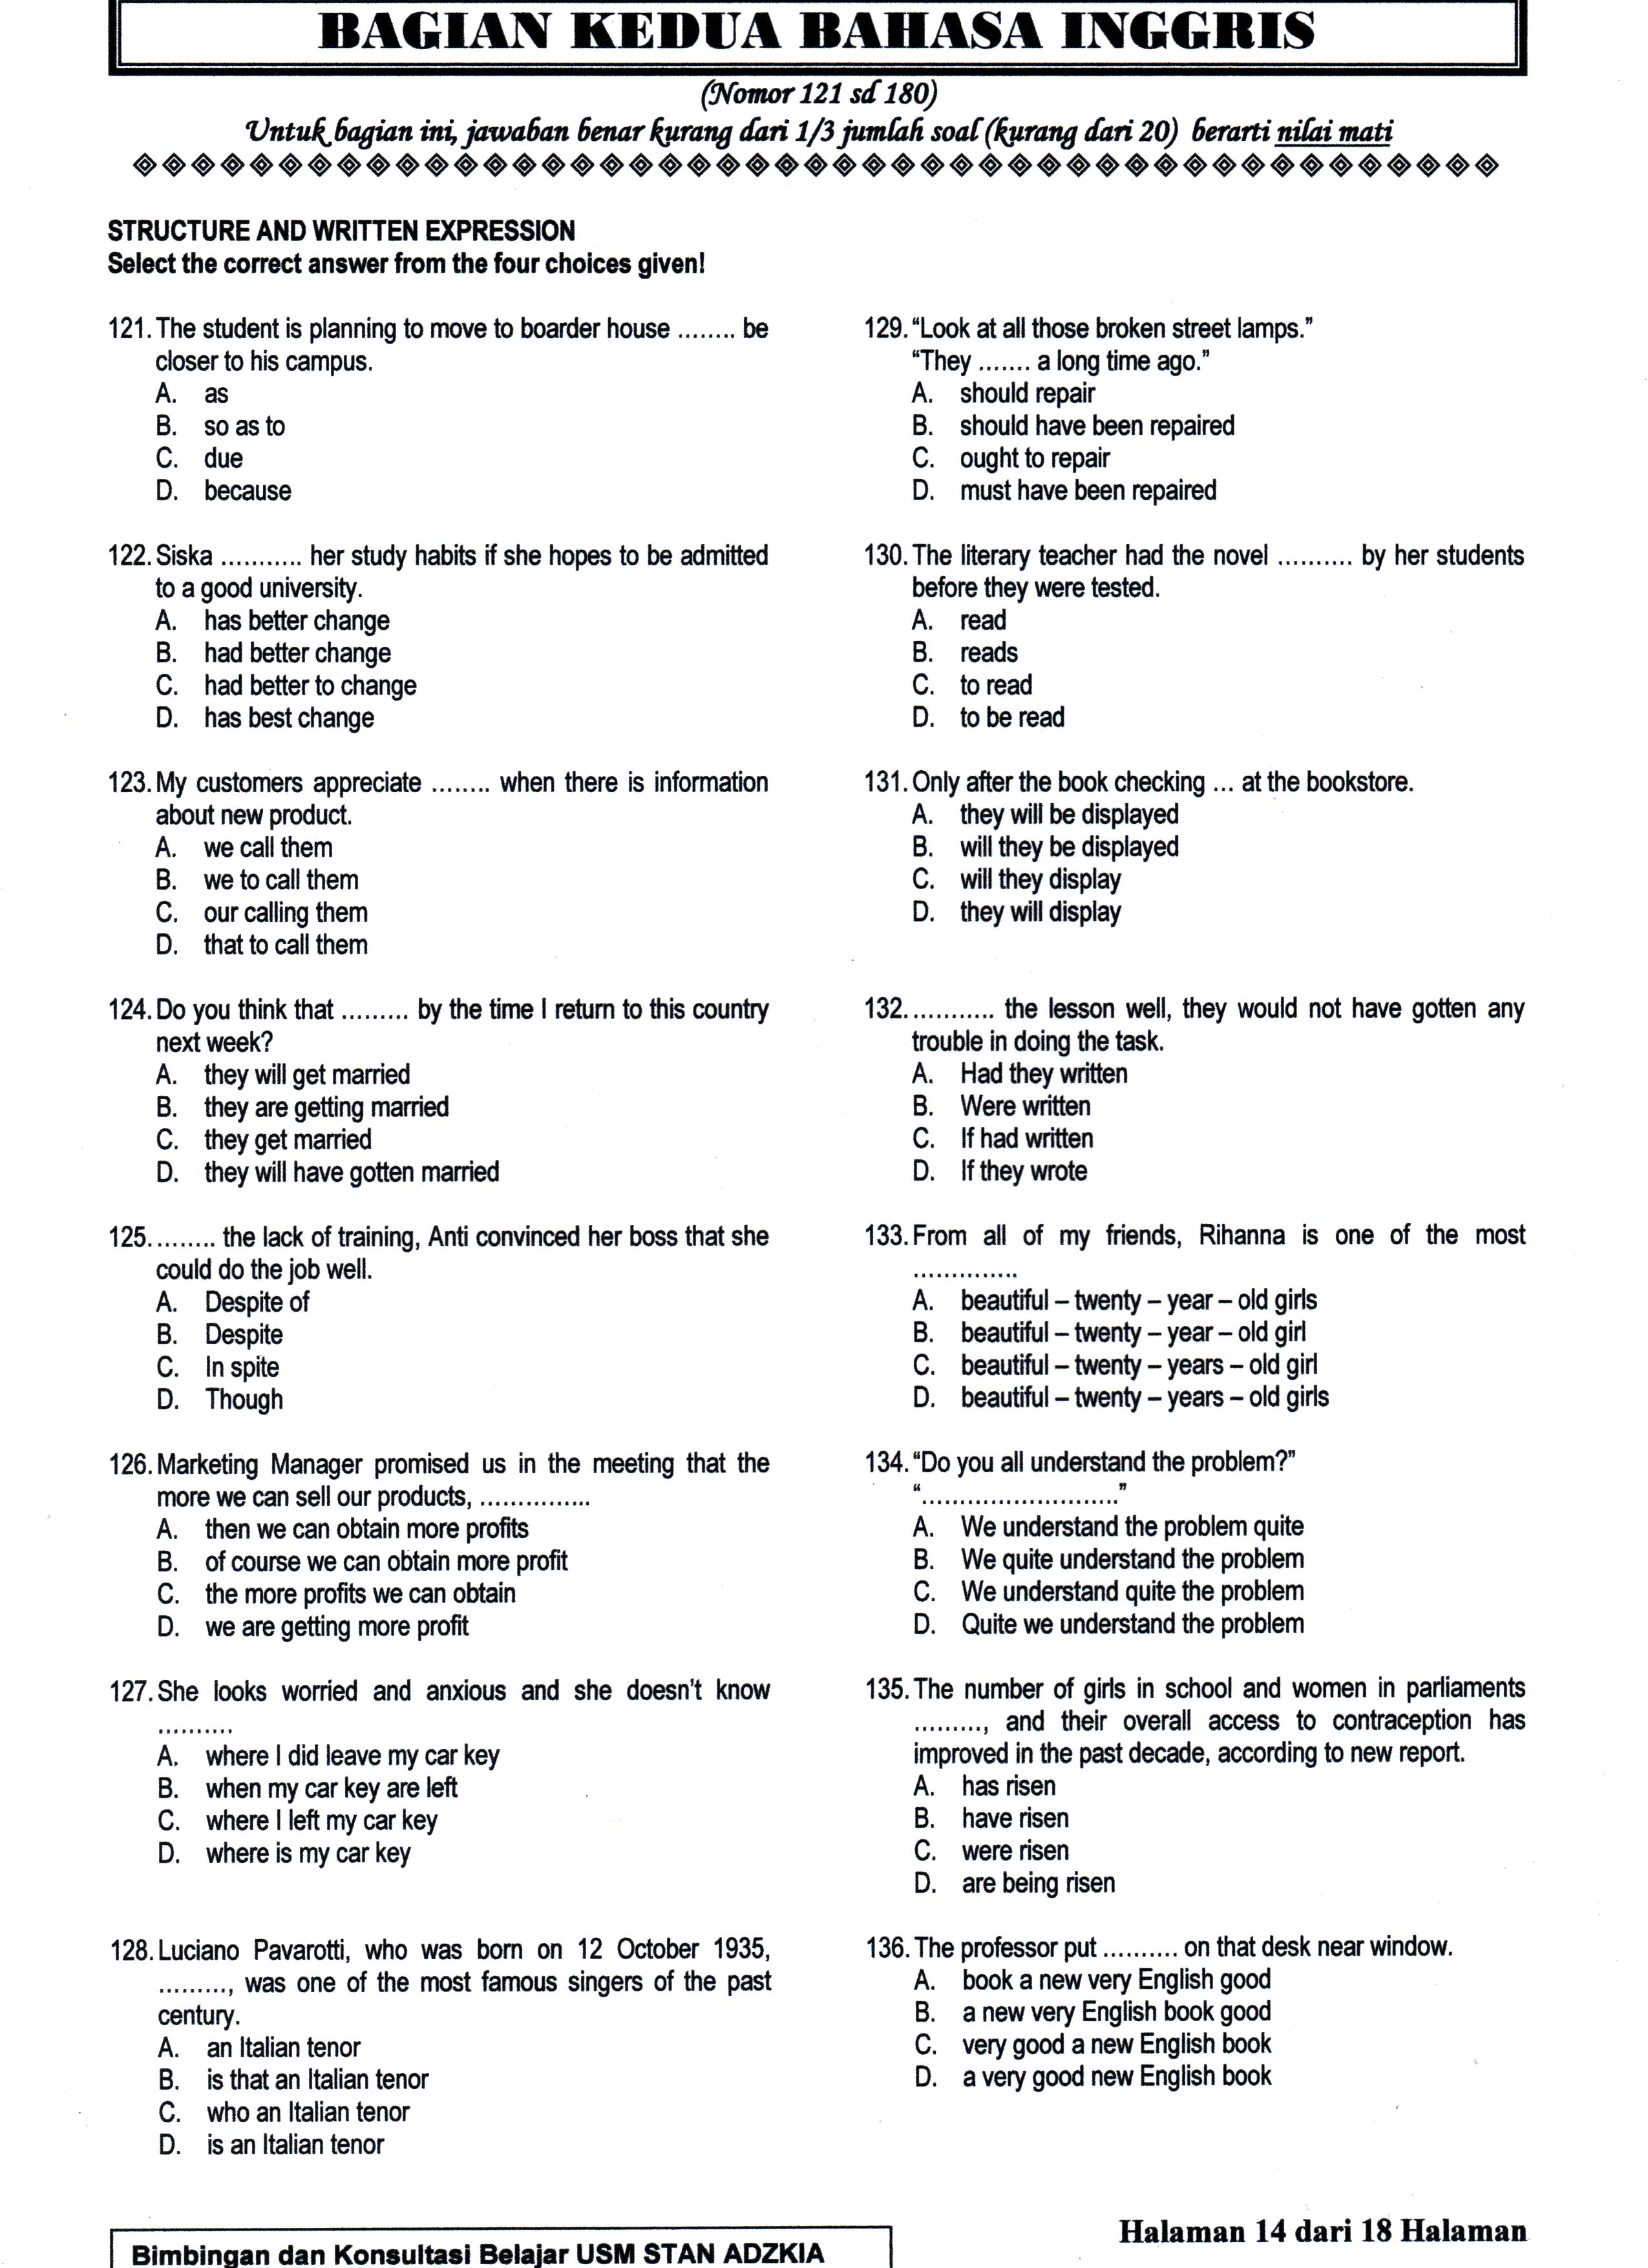 BAGIAN KEDUA BAHASA INGGRIS
(Nomor 121 sd 180)
Untuk bagian ini, jawaban benar kurang dari 1/3 jumlah soal (kurang dari 20) berarti nilai mati
STRUCTURE AND WRITTEN EXPRESSION
Select the correct answer from the four choices given!
121. The student is planning to move to boarder house ........ be
closer to his campus.
A. as
B. so as to
C. due
D. because
122. Siska ........... her study habits if she hopes to be admitted
to a good university.
A. has better change
B. had better change
C. had better to change
D. has best change
123. My customers appreciate ........ when there is information
about new product.
A. we call them
B. we to call them
C. our calling them
D. that to call them
124. Do you think that ......... by the time I return to this country
next week?
A. they will get married
B. they are getting married
C. they get married
D. they will have gotten married
125. ........ the lack of training, Anti convinced her boss that she
could do the job well.
A. Despite of
B. Despite
C. In spite
D. Though
126. Marketing Manager promised us in the meeting that the
more we can sell our products, ...............
A. then we can obtain more profits
B. of course we can obtain more profit
C. the more profits we can obtain
D. we are getting more profit
127. She looks worried and anxious and she doesn't know
..........
A. where I did leave my car key
B. when my car key are left
C. where I left my car key
D. where is my car key
128. Luciano Pavarotti, who was born on 12 October 1935,
........., was one of the most famous singers of the past
century.
A. an Italian tenor
B. is that an Italian tenor
C. who an Italian tenor
D. is an Italian tenor
129. “Look at all those broken street lamps.”
“They ....... a long time ago.”
A. should repair
B. should have been repaired
C. ought to repair
D. must have been repaired
130. The literary teacher had the novel .......... by her students
before they were tested.
A. read
B. reads
C. to read
D. to be read
131. Only after the book checking ... at the bookstore.
A. they will be displayed
B. will they be displayed
C. will they display
D. they will display
132. ........... the lesson well, they would not have gotten any
trouble in doing the task.
A. Had they written
B. Were written
C. If had written
D. If they wrote
133. From all of my friends, Rihanna is one of the most
..............
A. beautiful – twenty – year – old girls
B. beautiful – twenty – year – old girl
C. beautiful – twenty – years – old girl
D. beautiful – twenty – years – old girls
134. “Do you all understand the problem?”
“...........................”
A. We understand the problem quite
B. We quite understand the problem
C. We understand quite the problem
D. Quite we understand the problem
135. The number of girls in school and women in parliaments
........., and their overall access to contraception has
improved in the past decade, according to new report.
A. has risen
B. have risen
C. were risen
D. are being risen
136. The professor put .......... on that desk near window.
A. book a new very English good
B. a new very English book good
C. very good a new English book
D. a very good new English book
Halaman 14 dari 18 Halaman
Bimbingan dan Konsultasi Belajar USM STAN ADZKIA